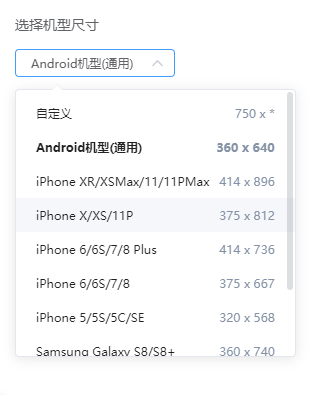 选择机型尺寸
Android机型(通用)
自定义 750 x *
Android机型(通用) 360 x 640
iPhone XR/XSMax/11/11PMax 414 x 896
iPhone X/XS/11P 375 x 812
iPhone 6/6S/7/8 Plus 414 x 736
iPhone 6/6S/7/8 375 x 667
iPhone 5/5S/5C/SE 320 x 568
Samsung Galaxy S8/S8+ 360 x 740